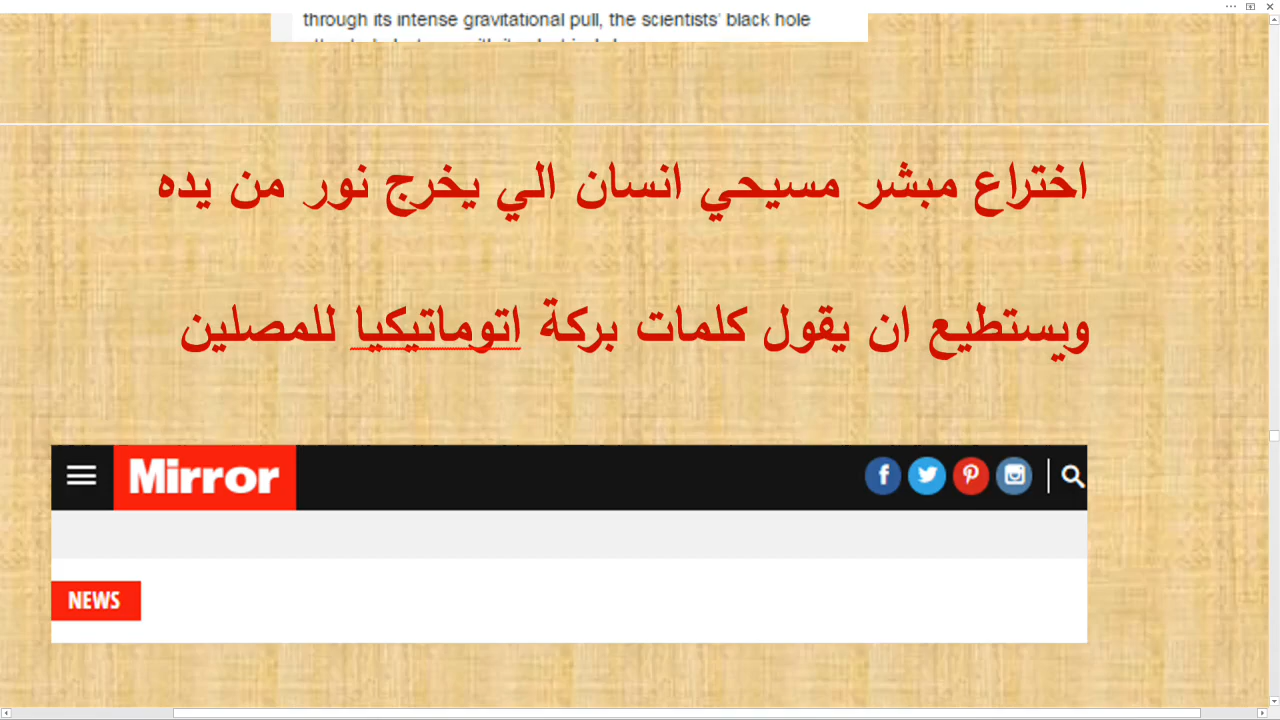 through its intense gravitational pull, the scientists' black hole
اختراع مبشر مسيحي انسان الي يخرج نور من يده
ويستطيع ان يقول كلمات بركة اتوماتيكيا للمصلين
Mirror
NEWS